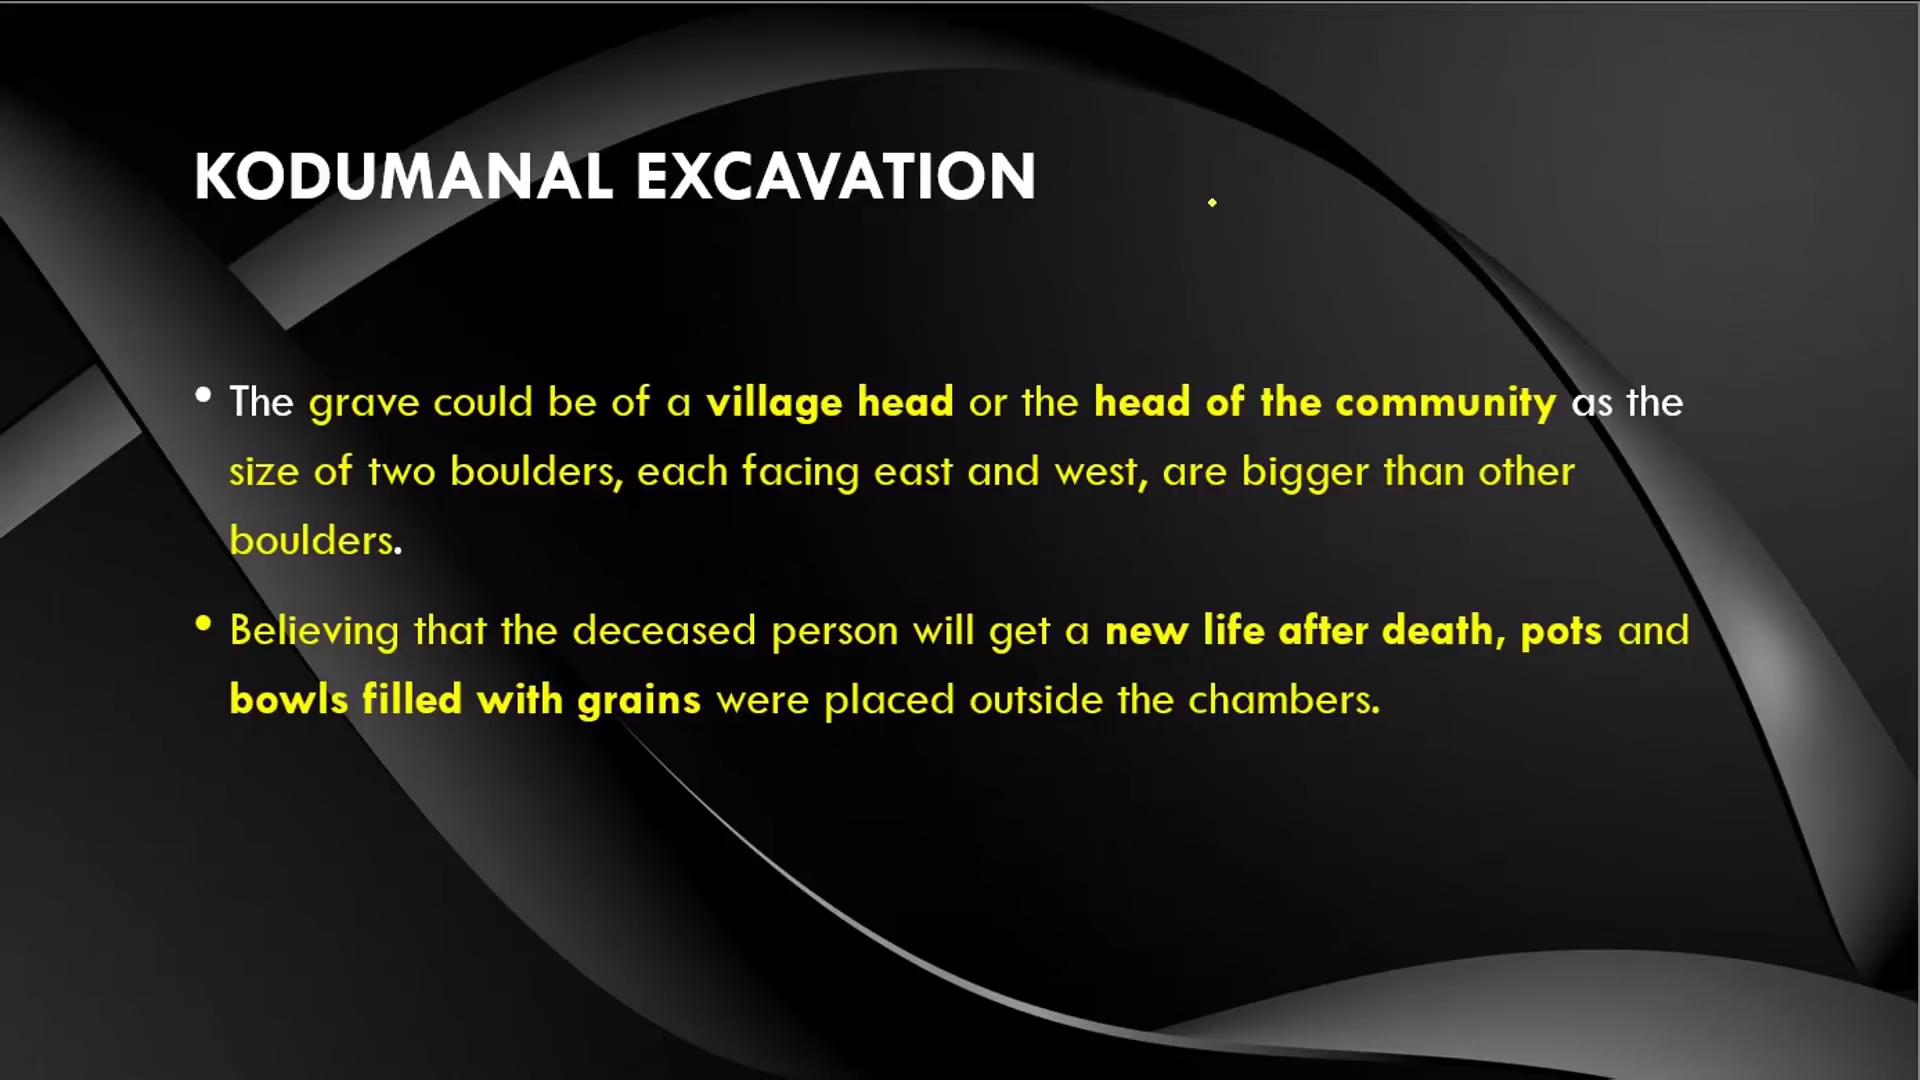 KODUMANAL EXCAVATION
• The grave could be of a village head or the head of the community as the
size of two boulders, each facing east and west, are bigger than other
boulders.
• Believing that the deceased person will get a new life after death, pots and
bowls filled with grains were placed outside the chambers.